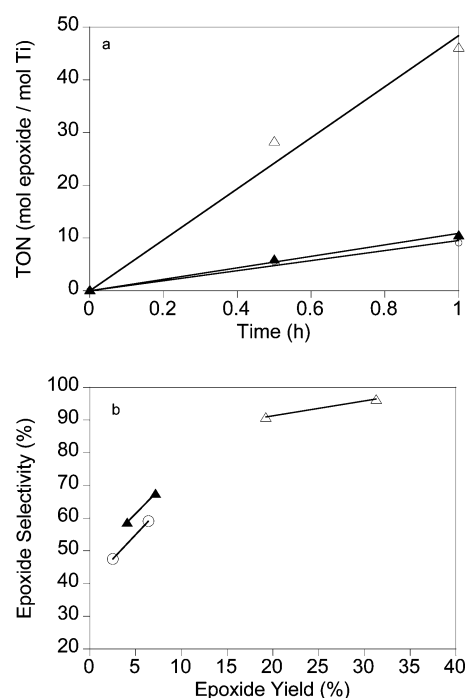 a
50
40
30
20
10
0
TON (mol epoxide / mol Ti)
0 0.2 0.4 0.6 0.8 1
Time (h)
b
100
90
80
70
60
50
40
30
20
Epoxide Selectivity (%)
0 5 10 15 20 25 30 35 40
Epoxide Yield (%)